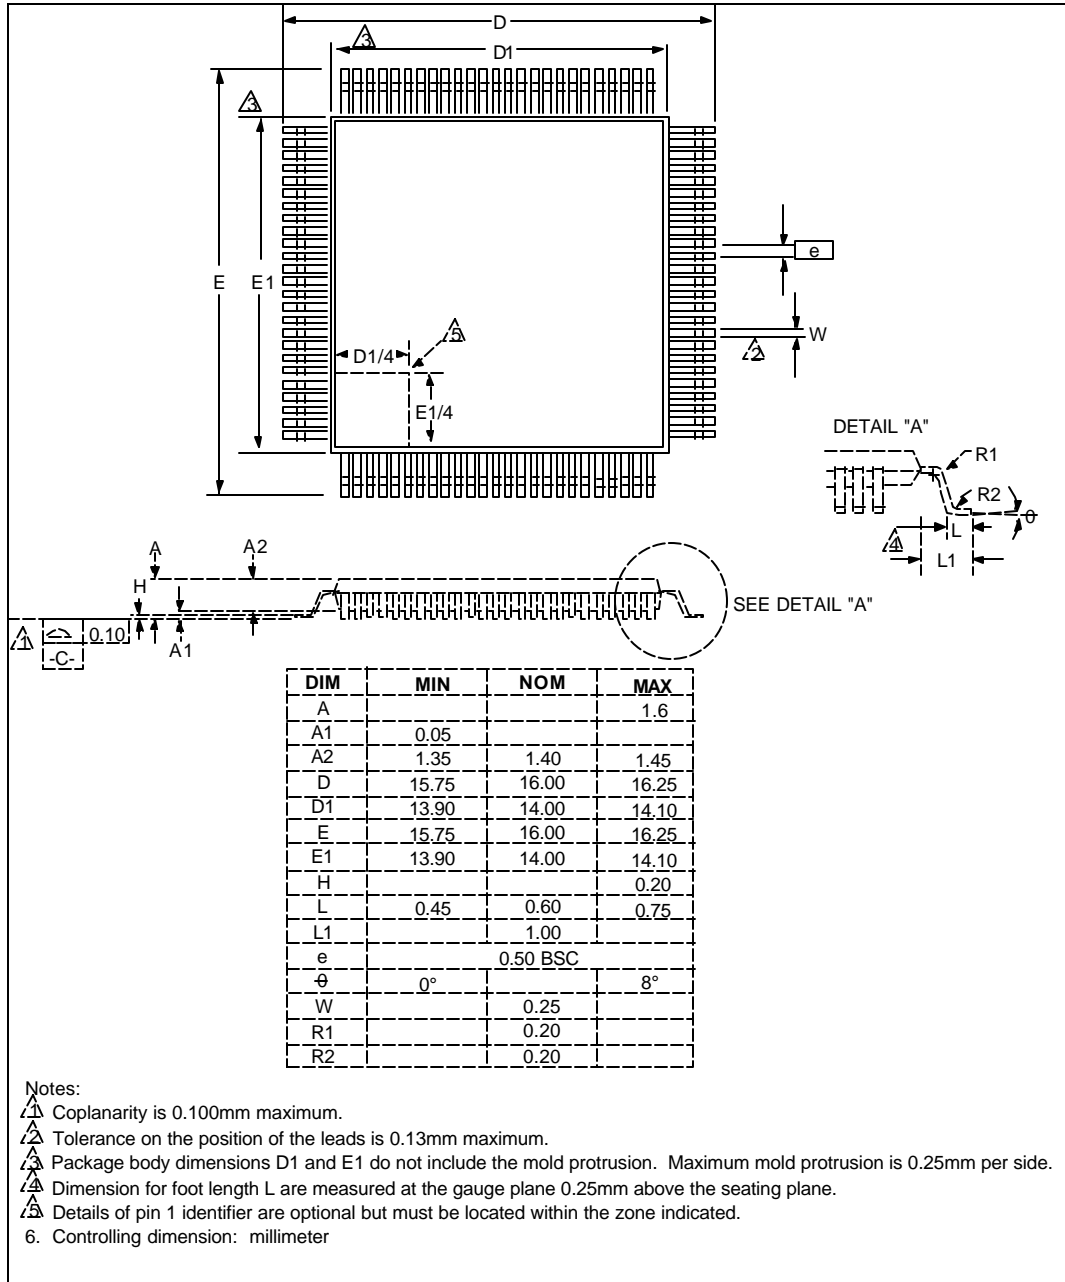 D
3
D1
3
E
E1
e
5
W
D1/4
2
E1/4
DETAIL "A"
R1
R2
θ
L
4
L1
A
A2
H
SEE DETAIL "A"
1
0.10
A1
-C-
DIM MIN NOM MAX
A 1.6
A1 0.05
A2 1.35 1.40 1.45
D 15.75 16.00 16.25
D1 13.90 14.00 14.10
E 15.75 16.00 16.25
E1 13.90 14.00 14.10
H 0.20
L 0.45 0.60 0.75
L1 1.00
e 0.50 BSC
θ 0° 8°
W 0.25
R1 0.20
R2 0.20
Notes:
1 Coplanarity is 0.100mm maximum.
2 Tolerance on the position of the leads is 0.13mm maximum.
3 Package body dimensions D1 and E1 do not include the mold protrusion. Maximum mold protrusion is 0.25mm per side.
4 Dimension for foot length L are measured at the gauge plane 0.25mm above the seating plane.
5 Details of pin 1 identifier are optional but must be located within the zone indicated.
6. Controlling dimension: millimeter